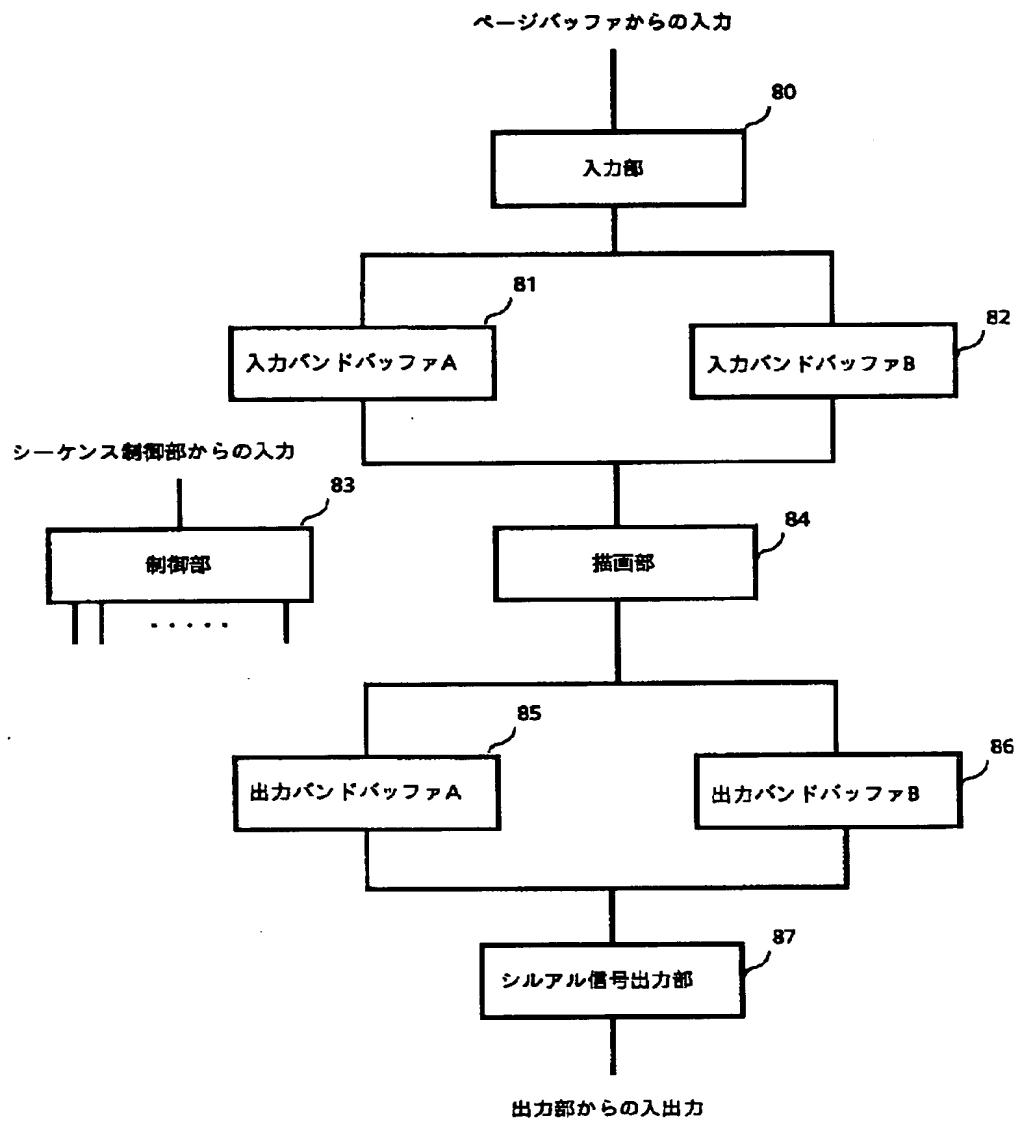 ページバッファからの入力
80
入力部
81
入力バンドバッファA
82
入力バンドバッファB
シーケンス制御部からの入力
83
制御部
84
描画部
85
出力バンドバッファA
86
出力バンドバッファB
87
シルアル信号出力部
出力部からの入出力